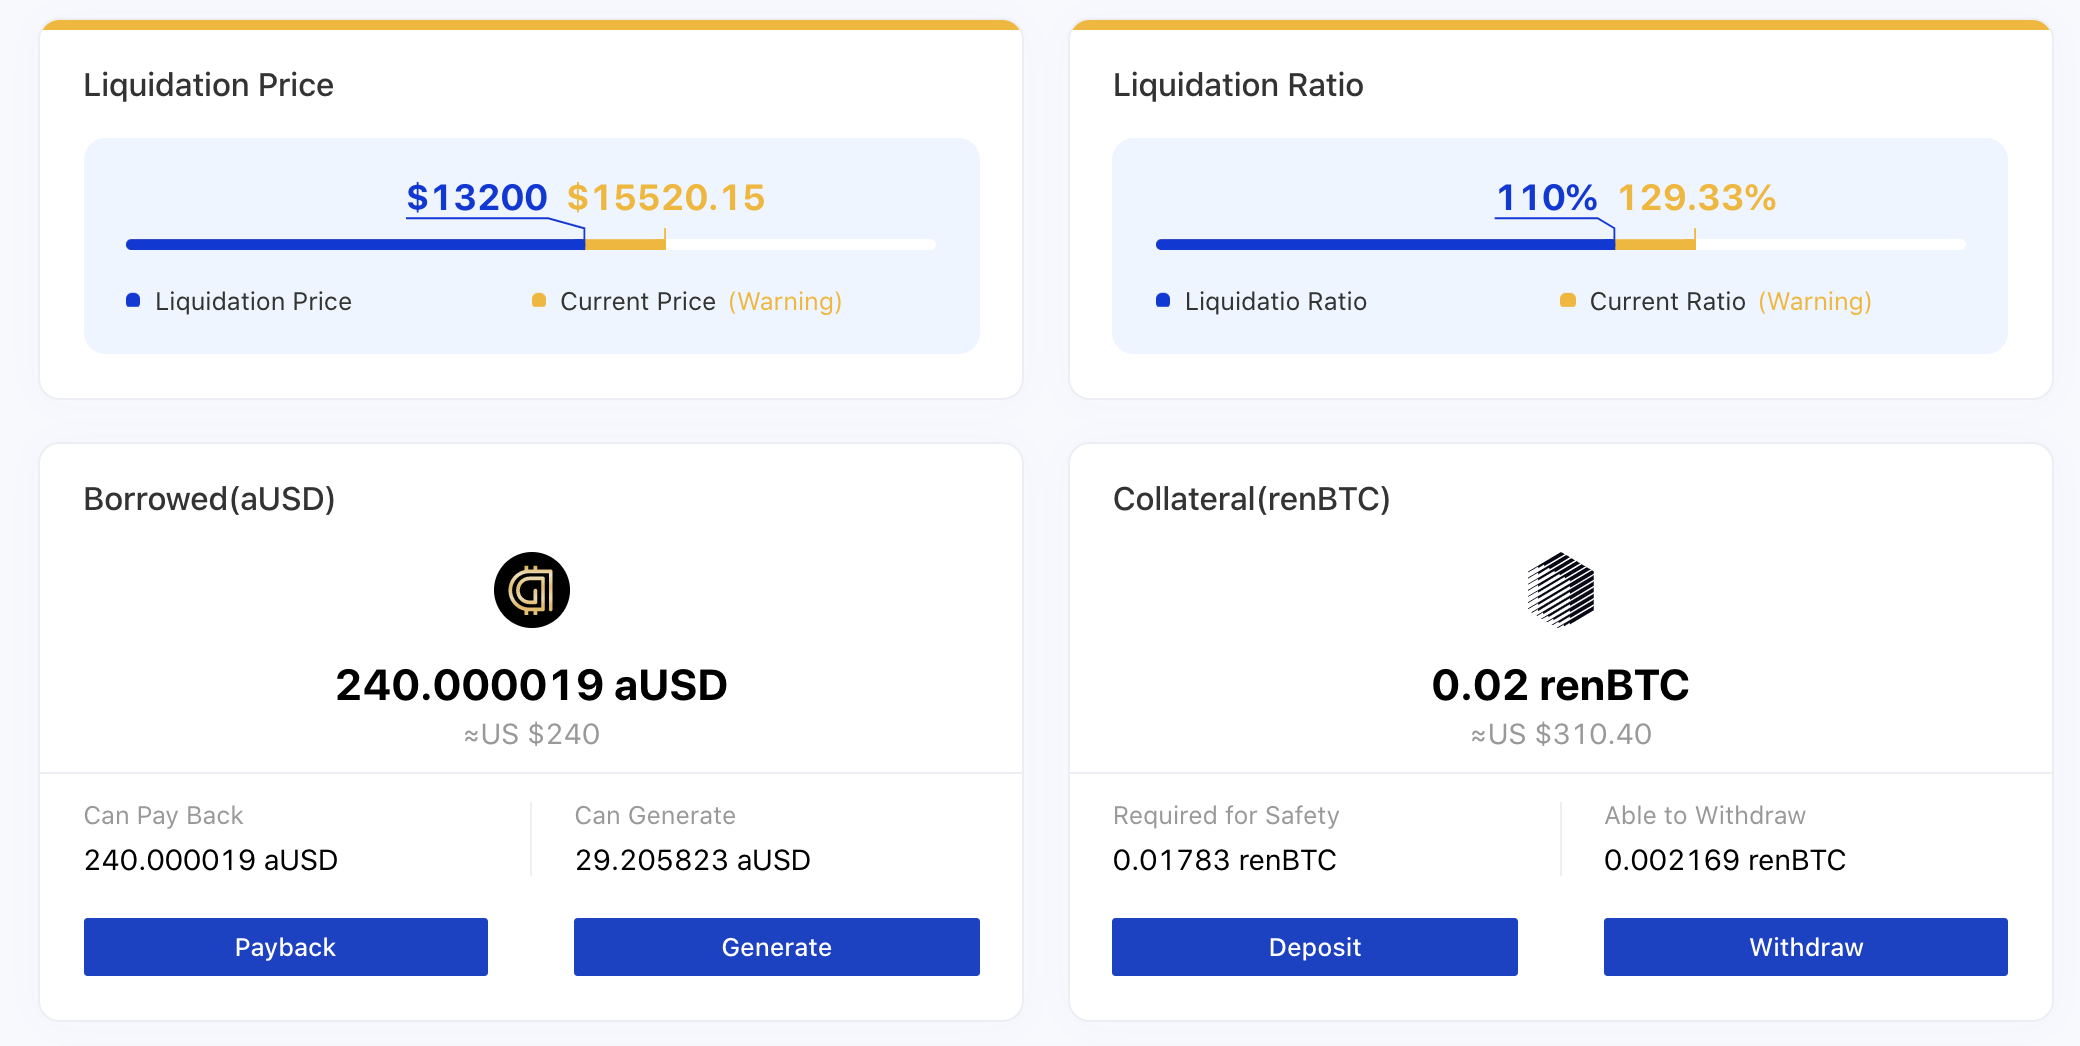 Liquidation Price
$13200 $15520.15
Liquidation Price
Current Price (Warning)
Liquidation Ratio
110% 129.33%
Liquidatio Ratio
Current Ratio (Warning)
Borrowed(aUSD)
240.000019 aUSD
≈US $240
Can Pay Back
240.000019 aUSD
Payback
Can Generate
29.205823 aUSD
Generate
Collateral(renBTC)
0.02 renBTC
≈US $310.40
Required for Safety
0.01783 renBTC
Deposit
Able to Withdraw
0.002169 renBTC
Withdraw